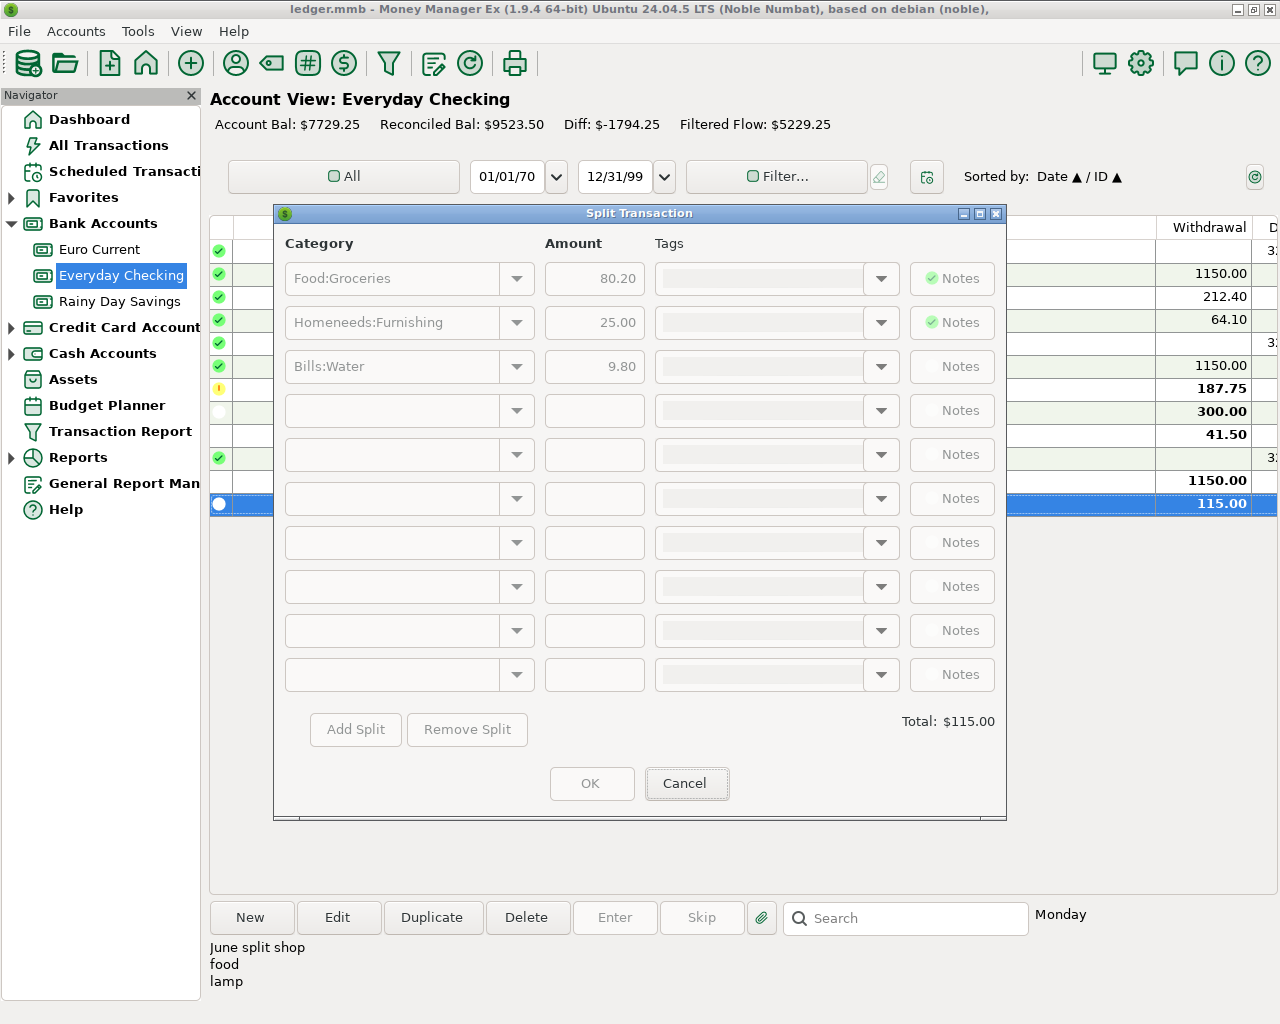 ledger.mmb - Money Manager Ex (1.9.4 64-bit) Ubuntu 24.04.5 LTS (Noble Numbat), based on debian (noble),
File Accounts Tools View Help
Navigator
Dashboard
All Transactions
Scheduled Transacti
Favorites
Bank Accounts
Euro Current
Everyday Checking
Rainy Day Savings
Credit Card Account
Cash Accounts
Assets
Budget Planner
Transaction Report
Reports
General Report Man
Help
Account View: Everyday Checking
Account Bal: $7729.25 Reconciled Bal: $9523.50 Diff: $-1794.25 Filtered Flow: $5229.25
All 01/01/70 12/31/99 Filter... Sorted by: Date ▲ / ID ▲
Withdrawal D
32
1150.00
212.40
64.10
32
1150.00
187.75
300.00
41.50
32
1150.00
115.00
Split Transaction
Category Amount Tags
Food:Groceries 80.20 Notes
Homeneeds:Furnishing 25.00 Notes
Bills:Water 9.80 Notes
Notes
Notes
Notes
Notes
Notes
Notes
Notes
Add Split Remove Split Total: $115.00
OK Cancel
New Edit Duplicate Delete Enter Skip Search Monday
June split shop
food
lamp